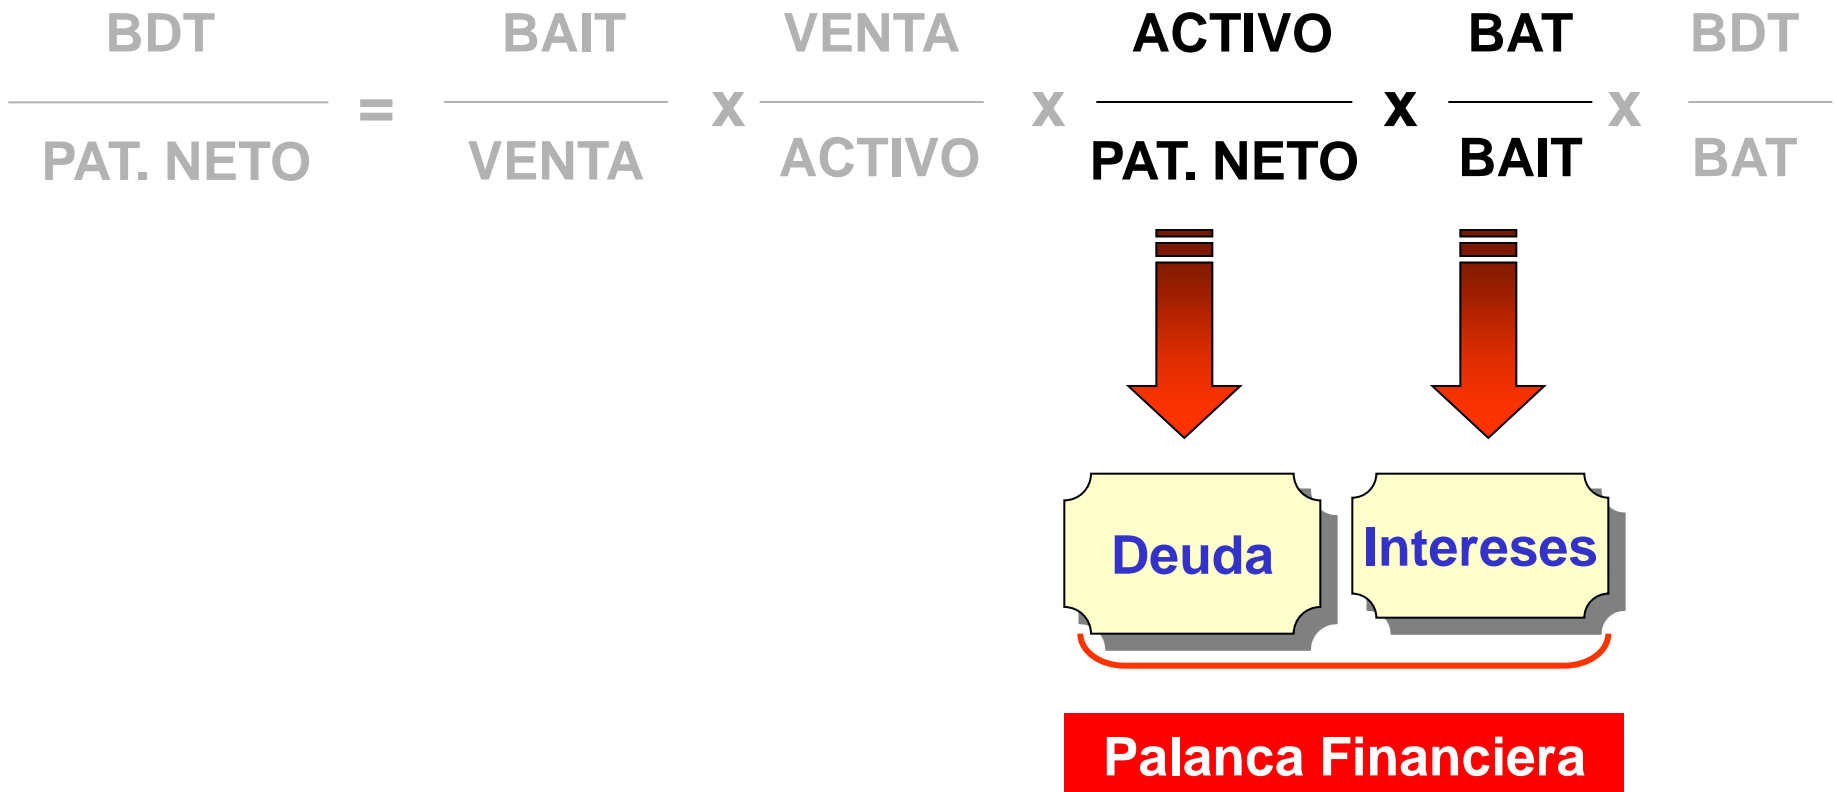 BDT BAIT VENTA ACTIVO BAT BDT
= x x x x
PAT. NETO VENTA ACTIVO PAT. NETO BAIT BAT
Deuda Intereses
Palanca Financiera